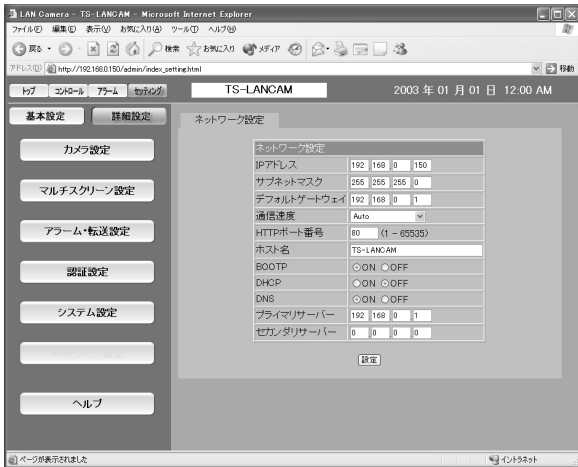 LAN Camera - TS-LANCAM - Microsoft Internet Explorer
ファイル(F) 編集(E) 表示(V) お気に入り(A) ツール(T) ヘルプ(H)
戻る 検索 お気に入り メディア
アドレス(D) http://192.168.0.150/admin/index_setting.html 移動
トップ コントロール アラーム セッティング TS-LANCAM 2003 年 01 月 01 日 12:00 AM
基本設定 詳細設定
カメラ設定
マルチスクリーン設定
アラーム・転送設定
認証設定
システム設定
ヘルプ
ネットワーク設定
ネットワーク設定
IPアドレス 192 168 0 150
サブネットマスク 255 255 255 0
デフォルトゲートウェイ 192 168 0 1
通信速度 Auto
HTTPポート番号 80 (1 - 65535)
ホスト名 TS-LANCAM
BOOTP ON OFF
DHCP ON OFF
DNS ON OFF
プライマリサーバー 192 168 0 1
セカンダリサーバー 0 0 0 0
設定
ページが表示されました イントラネット